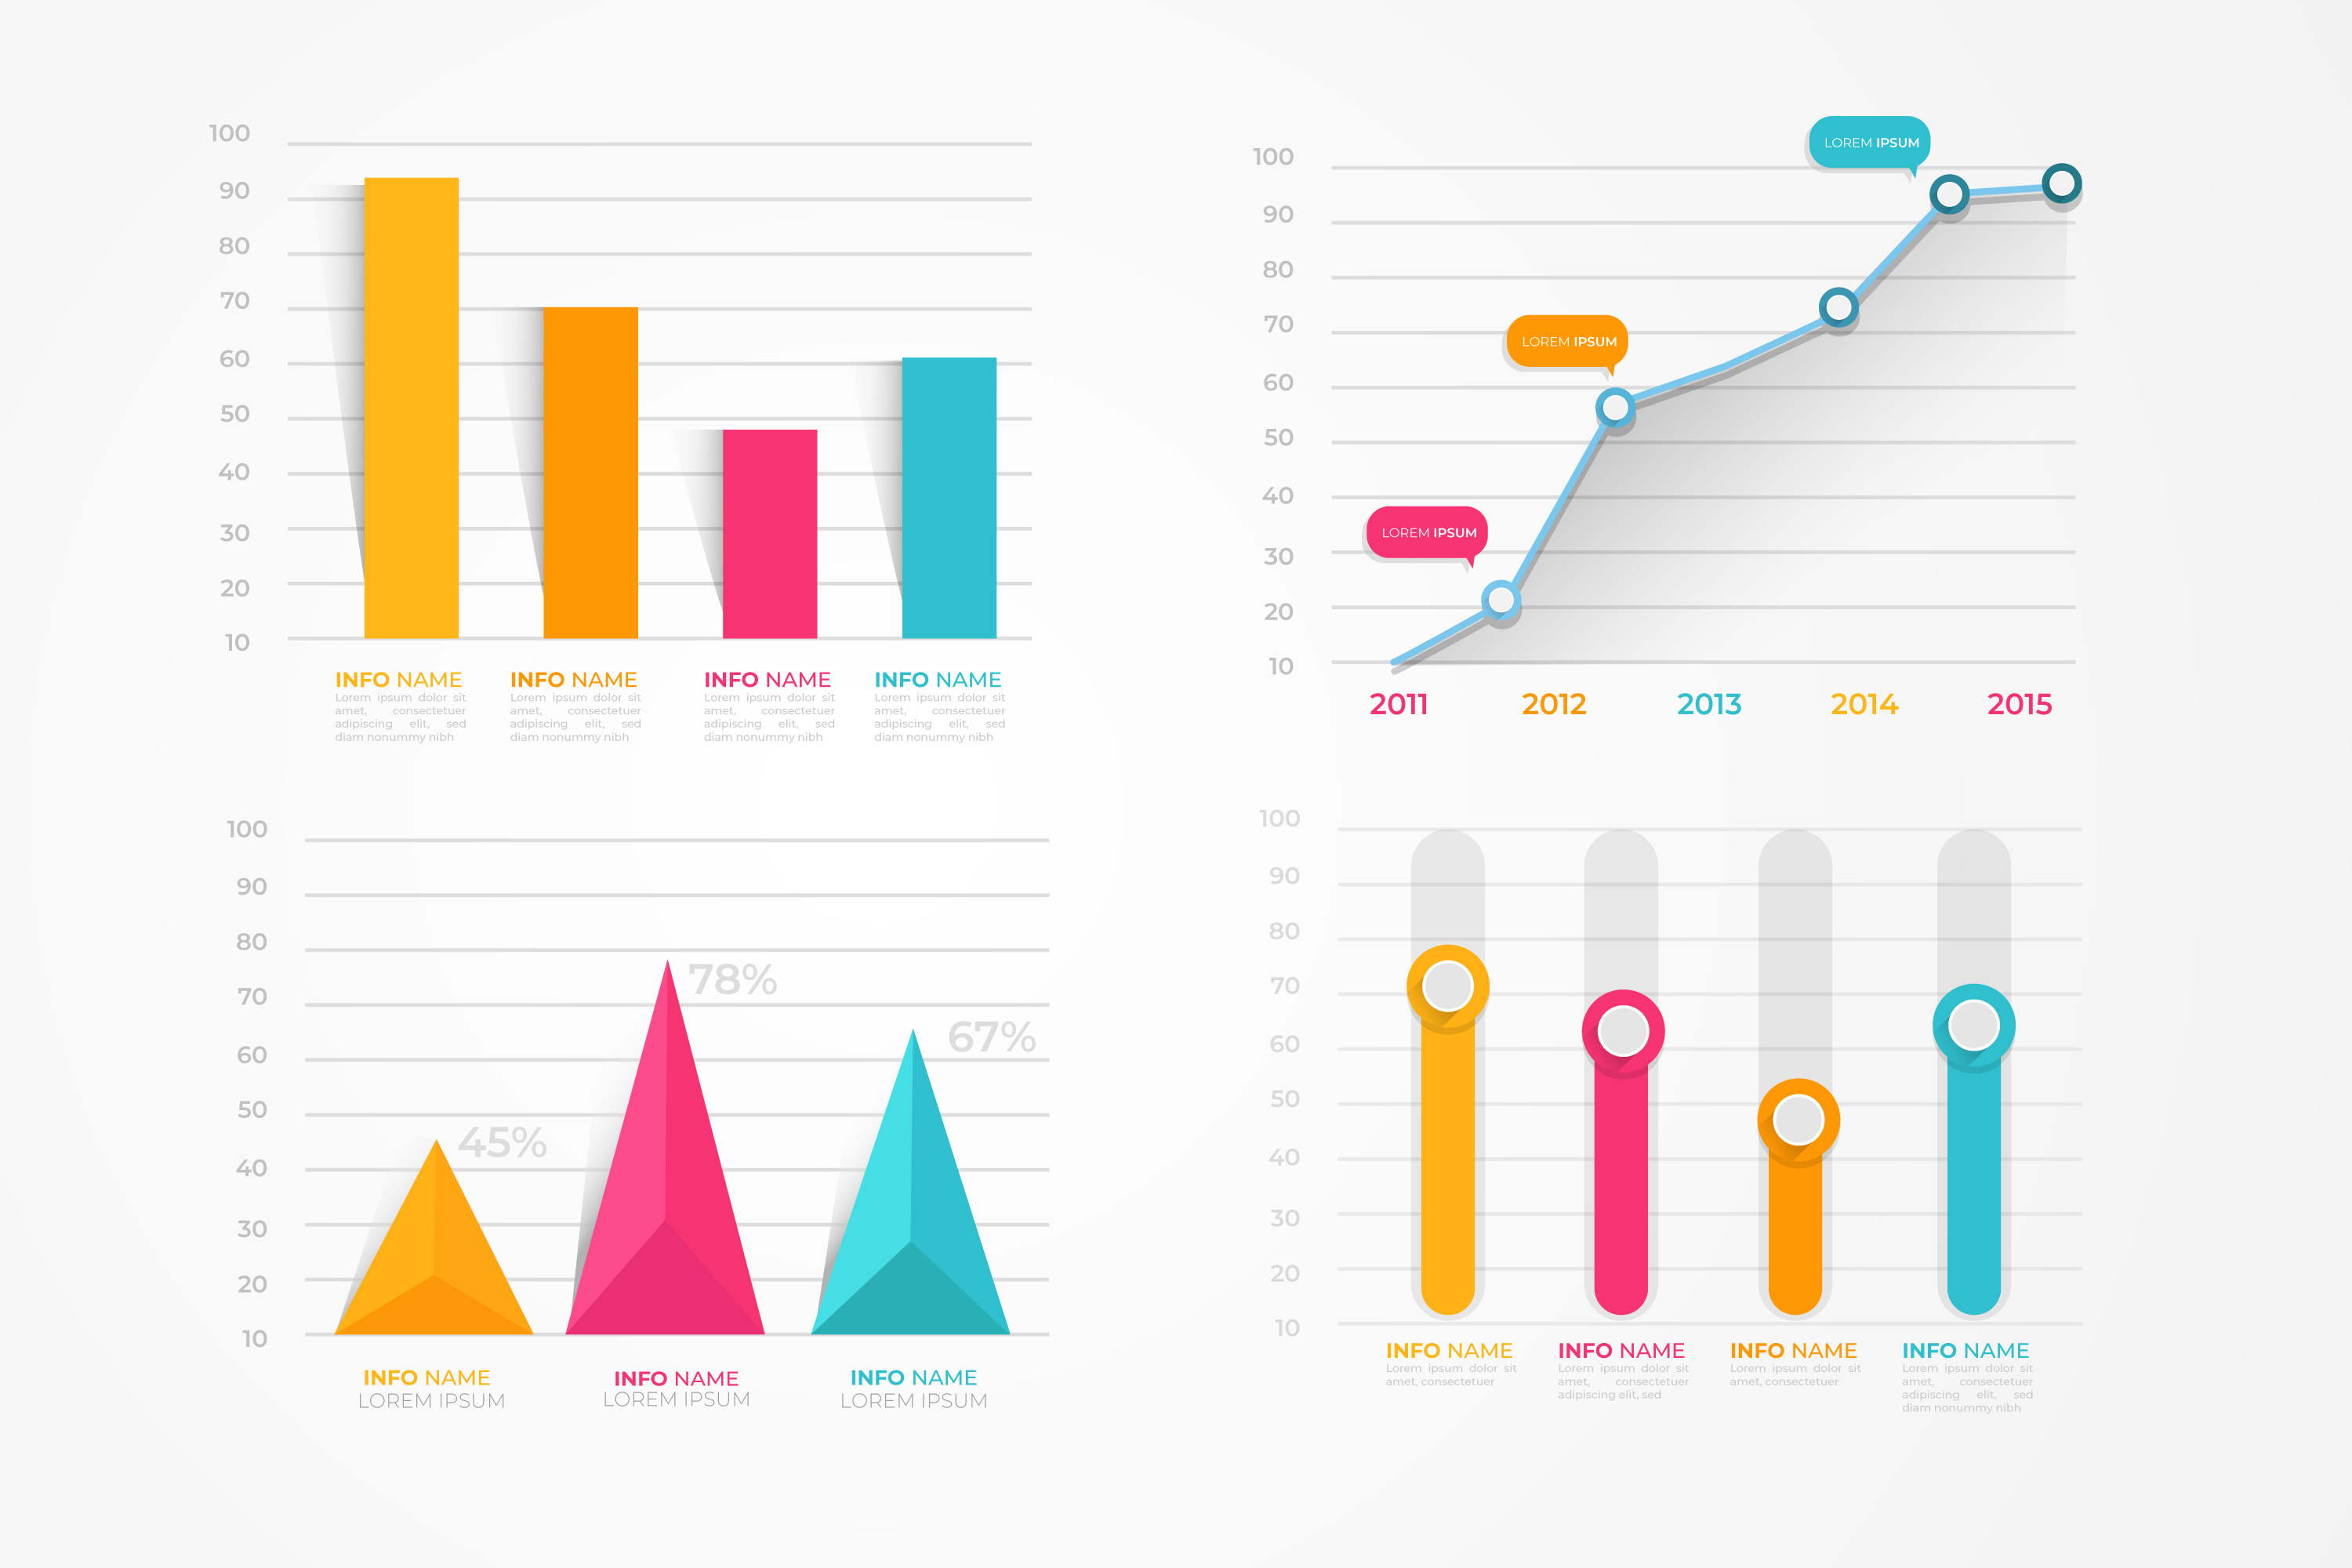 100
90
80
70
60
50
40
30
20
10
INFO NAME
Lorem ipsum dolor sit
amet, consectetuer
adipiscing elit, sed
diam nonummy nibh
INFO NAME
Lorem ipsum dolor sit
amet, consectetuer
adipiscing elit, sed
diam nonummy nibh
INFO NAME
Lorem ipsum dolor sit
amet, consectetuer
adipiscing elit, sed
diam nonummy nibh
INFO NAME
Lorem ipsum dolor sit
amet, consectetuer
adipiscing elit, sed
diam nonummy nibh
100
90
80
70
60
50
40
30
20
10
LOREM IPSUM
LOREM IPSUM
LOREM IPSUM
2011 2012 2013 2014 2015
100
90
80
70
60
50
40
30
20
10
78%
67%
45%
INFO NAME
LOREM IPSUM
INFO NAME
LOREM IPSUM
INFO NAME
LOREM IPSUM
100
90
80
70
60
50
40
30
20
10
INFO NAME
Lorem ipsum dolor sit
amet, consectetuer
INFO NAME
Lorem ipsum dolor sit
amet, consectetuer
adipiscing elit, sed
INFO NAME
Lorem ipsum dolor sit
amet, consectetuer
INFO NAME
Lorem ipsum dolor sit
amet, consectetuer
adipiscing elit, sed
diam nonummy nibh